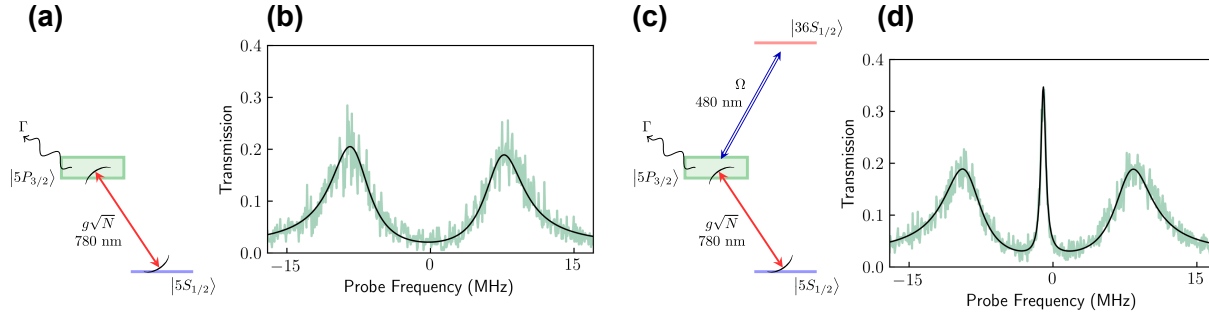 (a)
Γ
|5P₃/₂⟩
g√N
780 nm
|5S₁/₂⟩
(b)
Transmission
0.4
0.3
0.2
0.1
0.0
−15
0
15
Probe Frequency (MHz)
(c)
|36S₁/₂⟩
Ω
480 nm
Γ
|5P₃/₂⟩
g√N
780 nm
|5S₁/₂⟩
(d)
Transmission
0.4
0.3
0.2
0.1
0.0
−15
0
15
Probe Frequency (MHz)